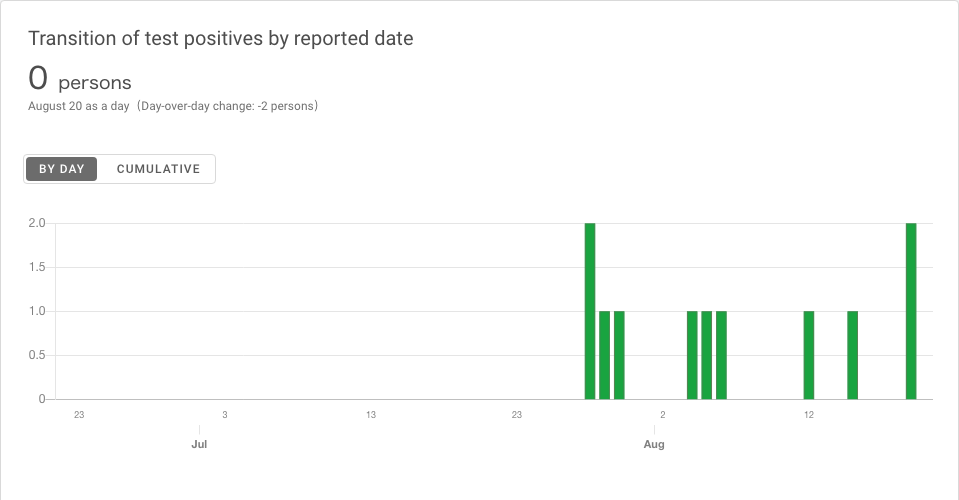 Transition of test positives by reported date
0 persons
August 20 as a day (Day-over-day change: -2 persons)
BY DAY CUMULATIVE
2.0
1.5
1.0
0.5
0
23 3 13 23 2 12
Jul Aug